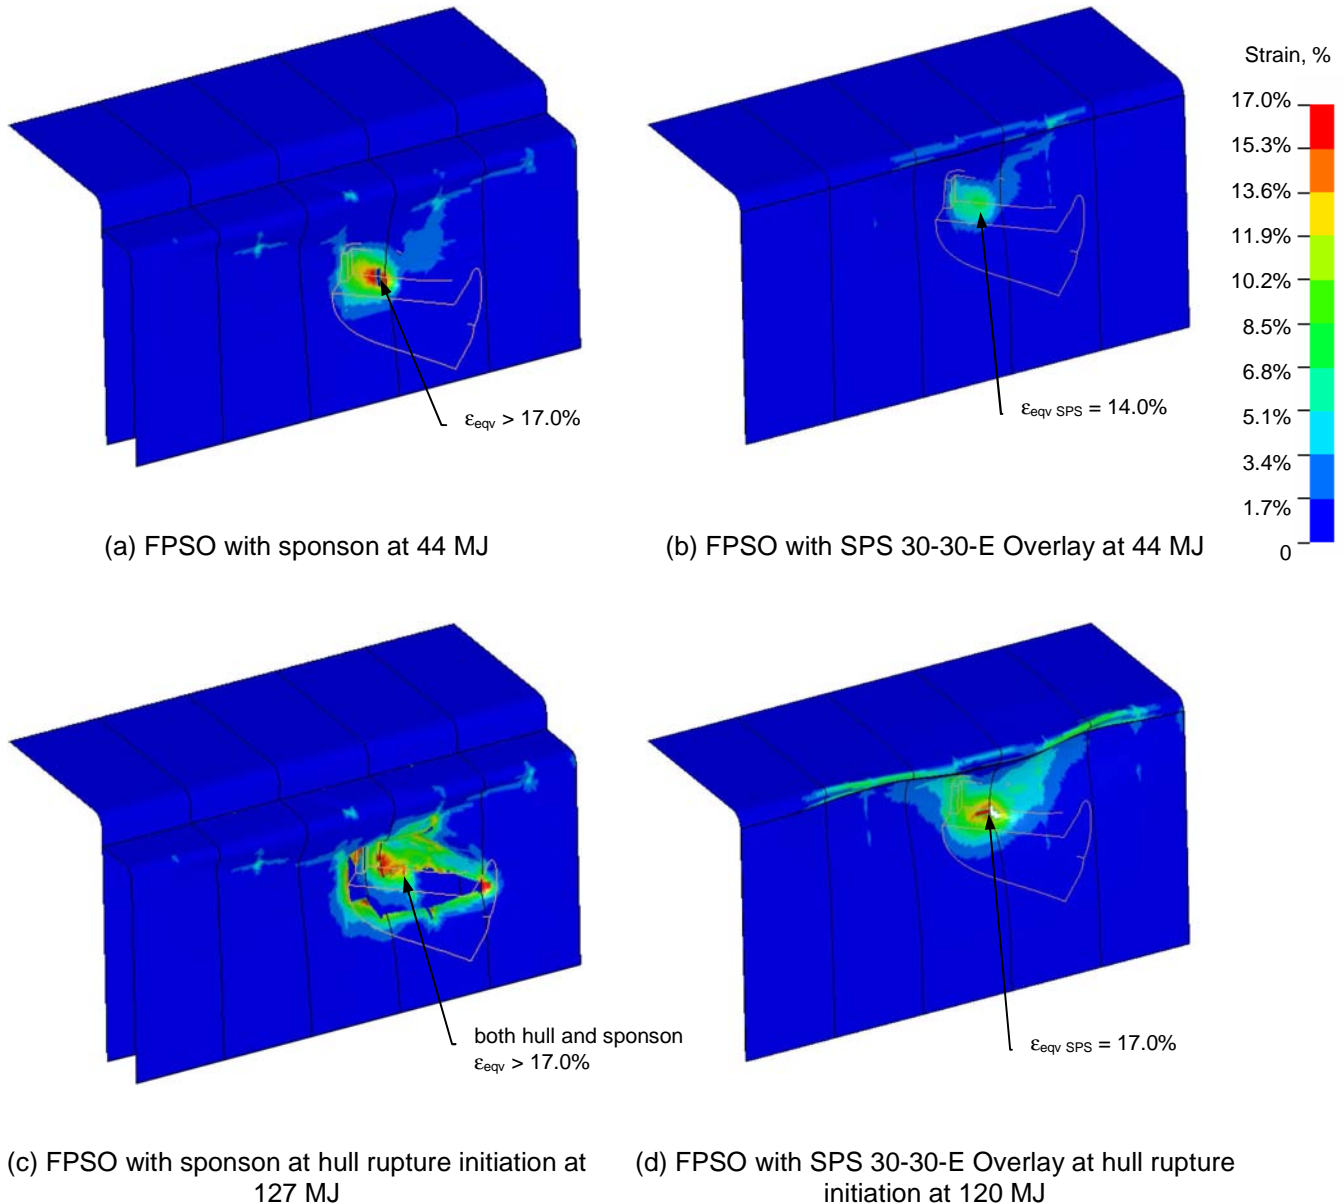 Strain, %
17.0%
15.3%
13.6%
11.9%
10.2%
8.5%
6.8%
5.1%
3.4%
1.7%
0
εeqv > 17.0%
εeqv SPS = 14.0%
(a) FPSO with sponson at 44 MJ
(b) FPSO with SPS 30-30-E Overlay at 44 MJ
both hull and sponson
εeqv > 17.0%
εeqv SPS = 17.0%
(c) FPSO with sponson at hull rupture initiation at
127 MJ
(d) FPSO with SPS 30-30-E Overlay at hull rupture
initiation at 120 MJ